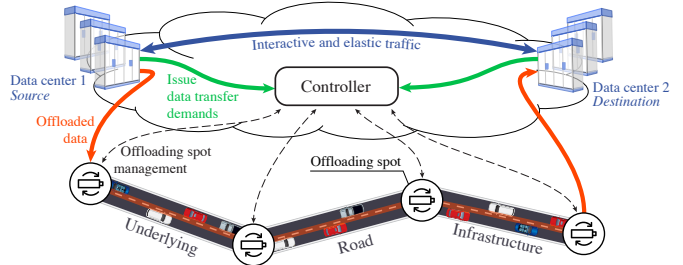 Interactive and elastic traffic
Data center 1
Source
Issue
data transfer
demands
Controller
Data center 2
Destination
Offloaded
data
Offloading spot
management
Offloading spot
Underlying
Road
Infrastructure